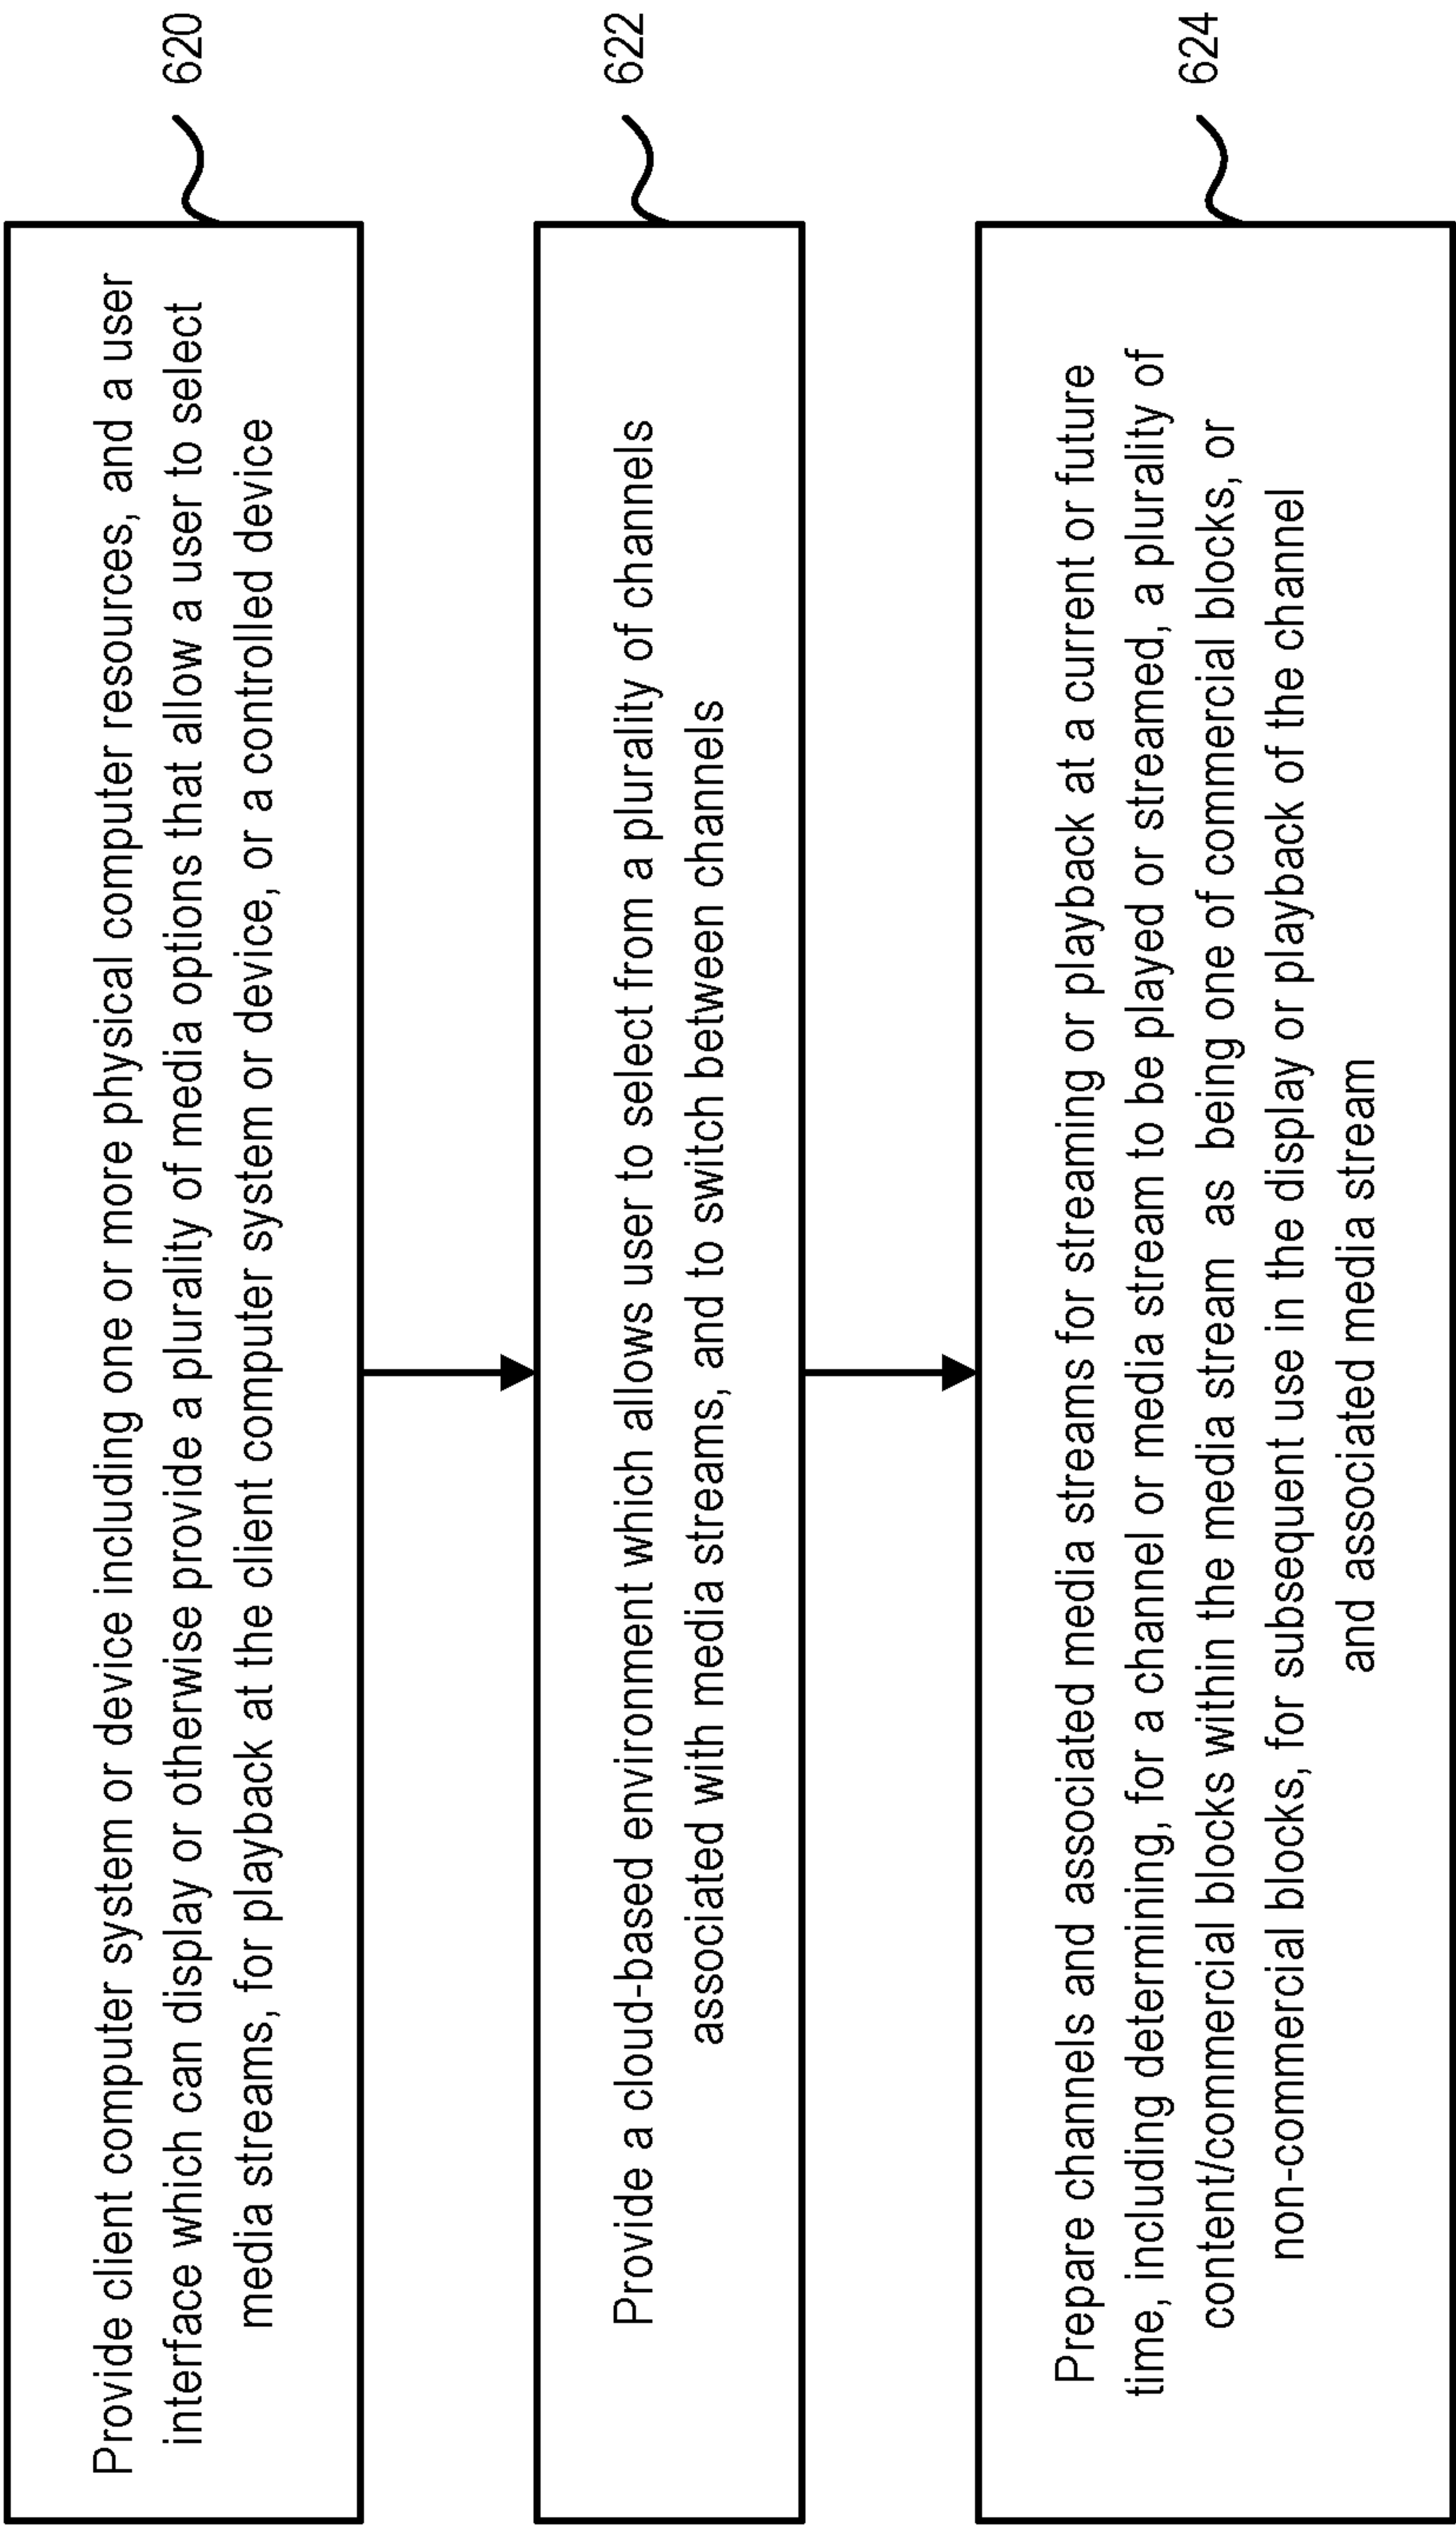 Provide client computer system or device including one or more physical computer resources, and a user
interface which can display or otherwise provide a plurality of media options that allow a user to select
media streams, for playback at the client computer system or device, or a controlled device
620
Provide a cloud-based environment which allows user to select from a plurality of channels
associated with media streams, and to switch between channels
622
Prepare channels and associated media streams for streaming or playback at a current or future
time, including determining, for a channel or media stream to be played or streamed, a plurality of
content/commercial blocks within the media stream as being one of commercial blocks, or
non-commercial blocks, for subsequent use in the display or playback of the channel
and associated media stream
624